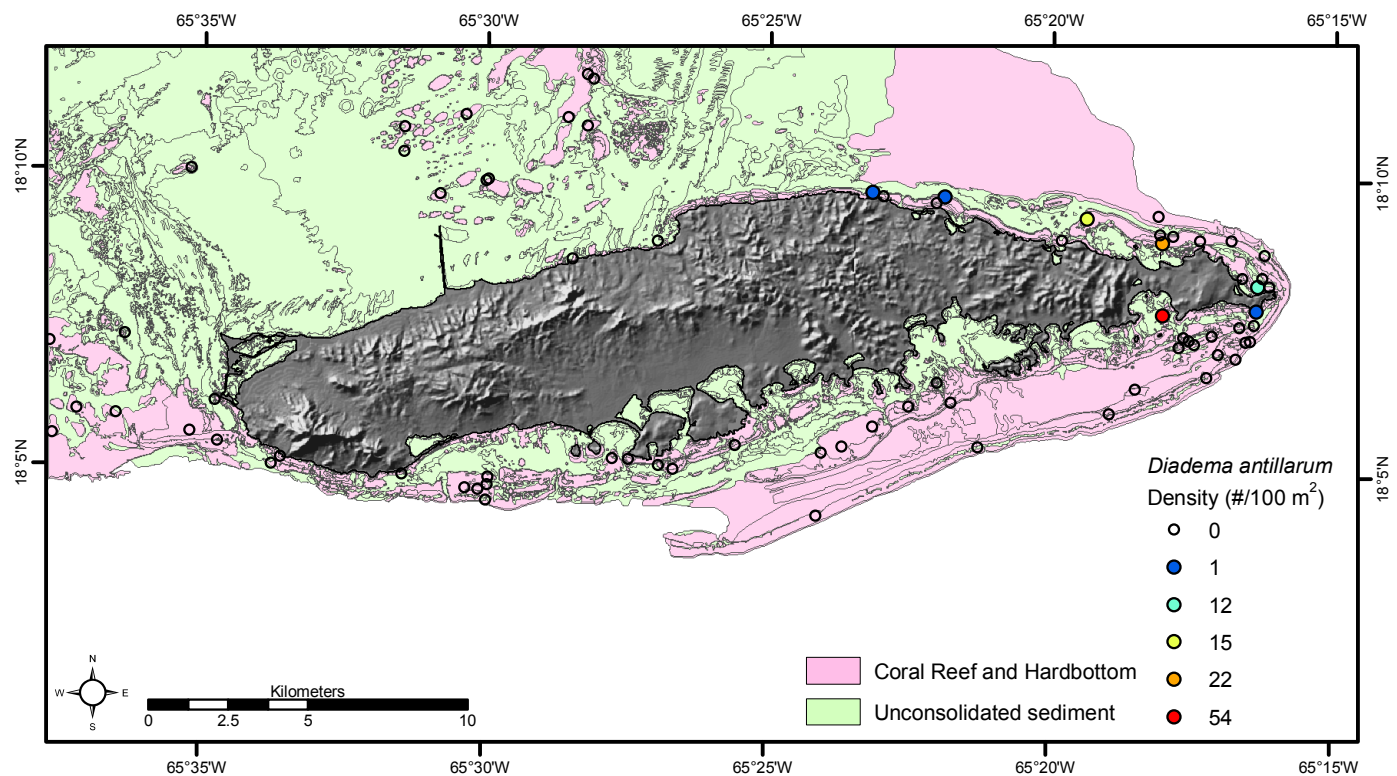 65°35'W 65°30'W 65°25'W 65°20'W 65°15'W
18°10'N 18°10'N
18°5'N 18°5'N
Diadema antillarum
Density (#/100 m²)
0
1
12
15
22
54
Coral Reef and Hardbottom
Unconsolidated sediment
N
W E
S
Kilometers
0 2.5 5 10
65°35'W 65°30'W 65°25'W 65°20'W 65°15'W